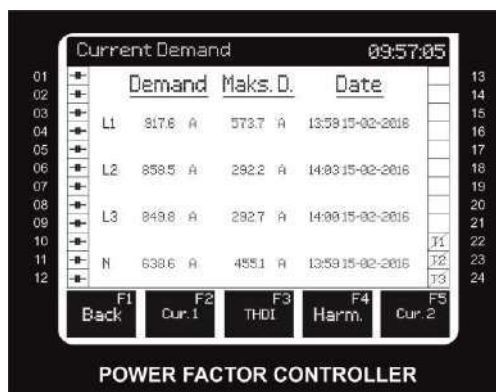 Current Demand 09:57:05
Demand Maks. D. Date
L1 917.6 A 573.7 A 13:59 15-02-2016
L2 858.5 A 292.2 A 14:03 15-02-2016
L3 849.8 A 292.7 A 14:00 15-02-2016
N 638.6 A 455.1 A 13:59 15-02-2016
01
02
03
04
05
06
07
08
09
10
11
12
13
14
15
16
17
18
19
20
21
22
23
24
J1
J2
J3
F1 F2 F3 F4 F5
Back Cur.1 THDI Harm. Cur.2
POWER FACTOR CONTROLLER